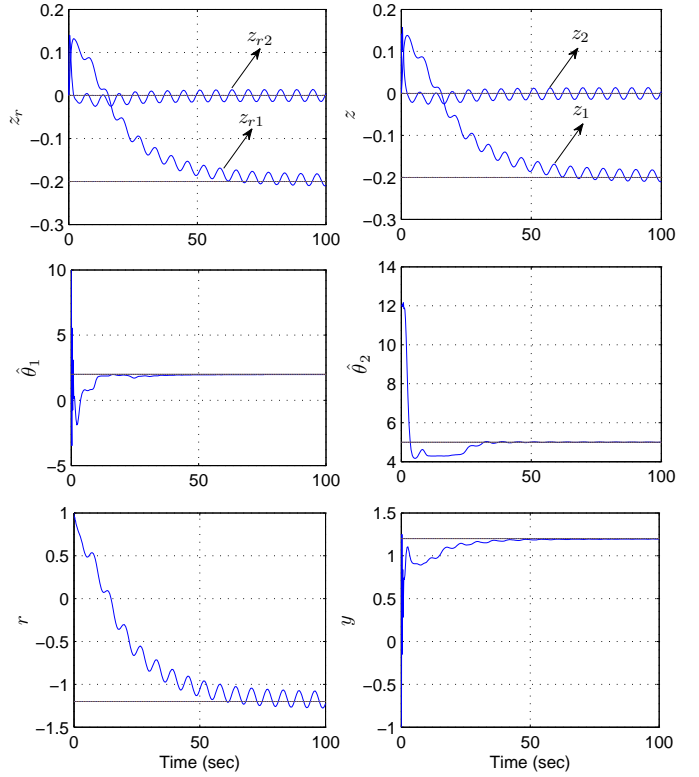 0.2 0.1 0 −0.1 −0.2 −0.3
z_r
z_{r2}
z_{r1}
0 50 100
0.2 0.1 0 −0.1 −0.2 −0.3
z
z_2
z_1
0 50 100
10 5 0 −5
θ̂_1
0 50 100
14 12 10 8 6 4
θ̂_2
0 50 100
1 0.5 0 −0.5 −1 −1.5
r
0 50 100
Time (sec)
1.5 1 0.5 0 −0.5 −1
y
0 50 100
Time (sec)